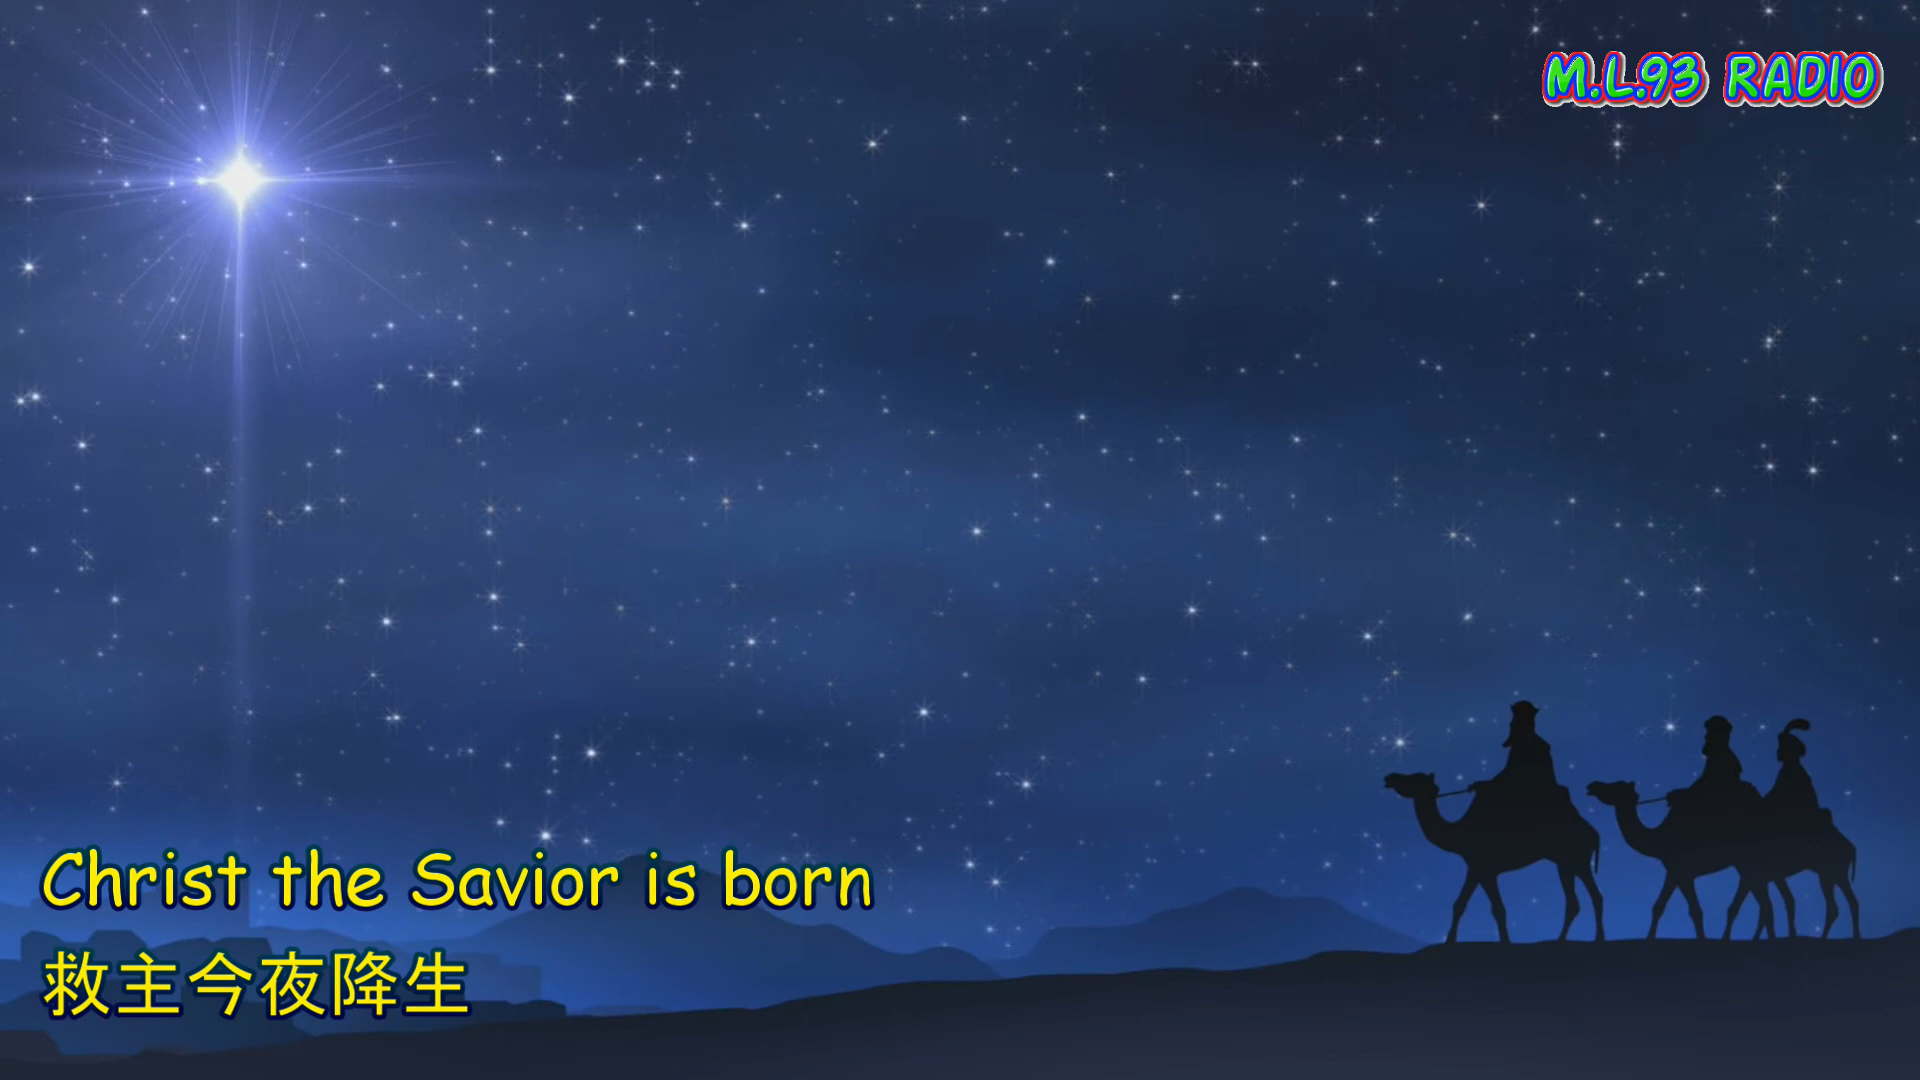 M.L.93 RADIO
Christ the Savior is born
救主今夜降生